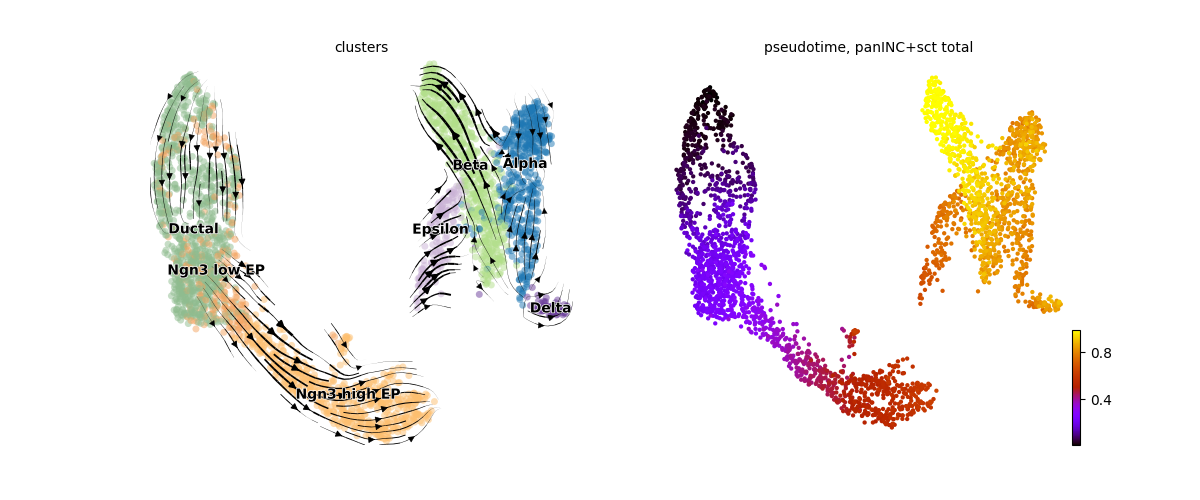 clusters
pseudotime, panINC+sct total
Beta
Alpha
Ductal
Epsilon
Ngn3 low EP
Delta
Ngn3 high EP
0.8
0.4